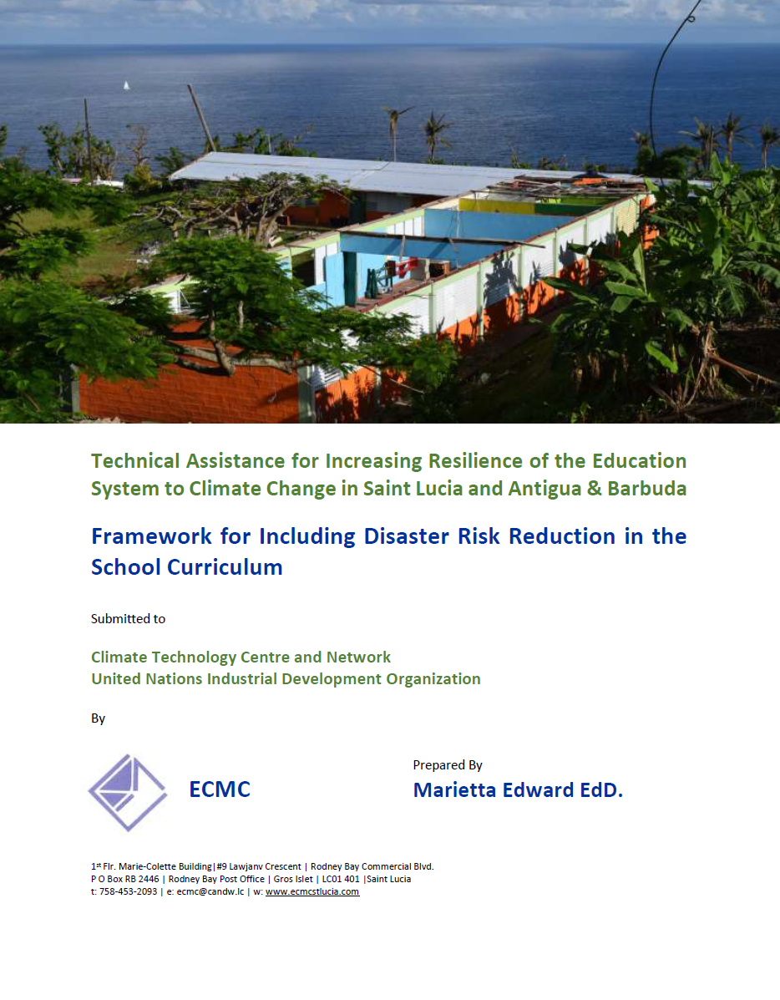 Technical Assistance for Increasing Resilience of the Education
System to Climate Change in Saint Lucia and Antigua & Barbuda
Framework for Including Disaster Risk Reduction in the
School Curriculum
Submitted to
Climate Technology Centre and Network
United Nations Industrial Development Organization
By
ECMC
Prepared By
Marietta Edward EdD.
1st Flr. Marie-Colette Building|#9 Lawjanv Crescent | Rodney Bay Commercial Blvd.
P O Box RB 2446 | Rodney Bay Post Office | Gros Islet | LC01 401 |Saint Lucia
t: 758-453-2093 | e: ecmc@candw.lc | w: www.ecmcstlucia.com